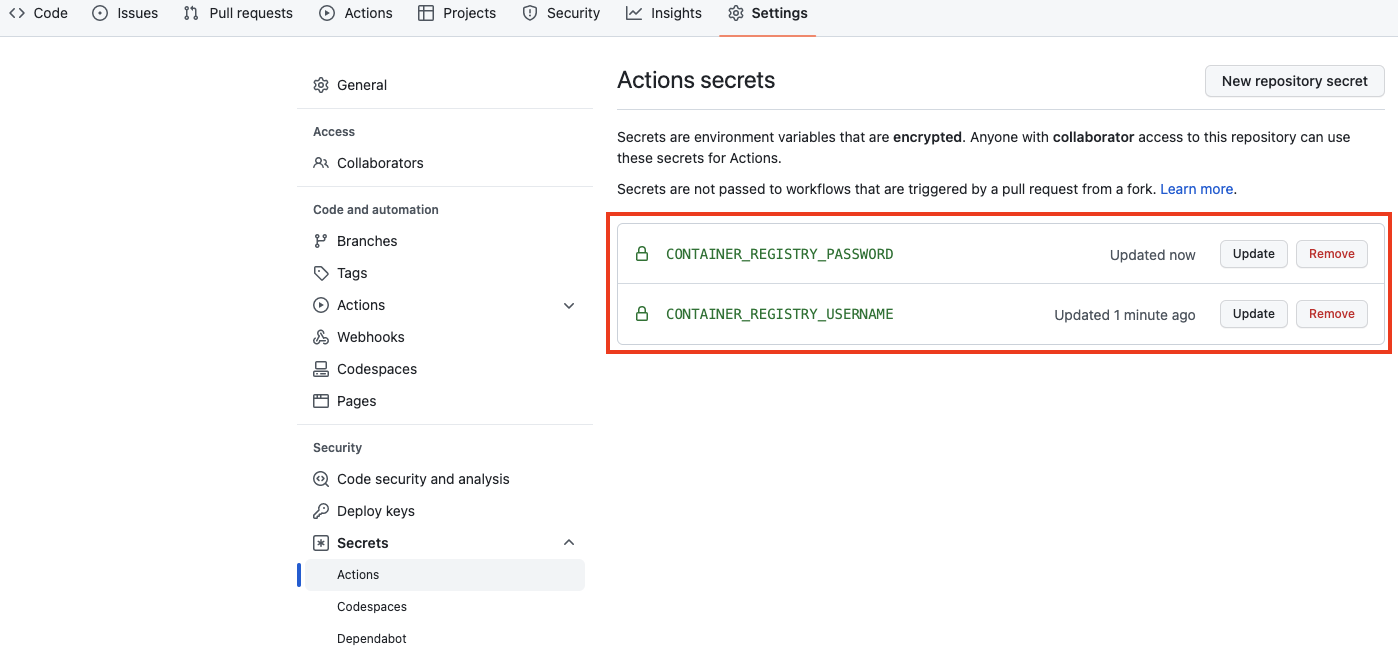 Code
Issues
Pull requests
Actions
Projects
Security
Insights
Settings
General
Access
Collaborators
Code and automation
Branches
Tags
Actions
Webhooks
Codespaces
Pages
Security
Code security and analysis
Deploy keys
Secrets
Actions
Codespaces
Dependabot
Actions secrets
New repository secret
Secrets are environment variables that are encrypted. Anyone with collaborator access to this repository can use
these secrets for Actions.
Secrets are not passed to workflows that are triggered by a pull request from a fork. Learn more.
CONTAINER_REGISTRY_PASSWORD
Updated now
Update
Remove
CONTAINER_REGISTRY_USERNAME
Updated 1 minute ago
Update
Remove